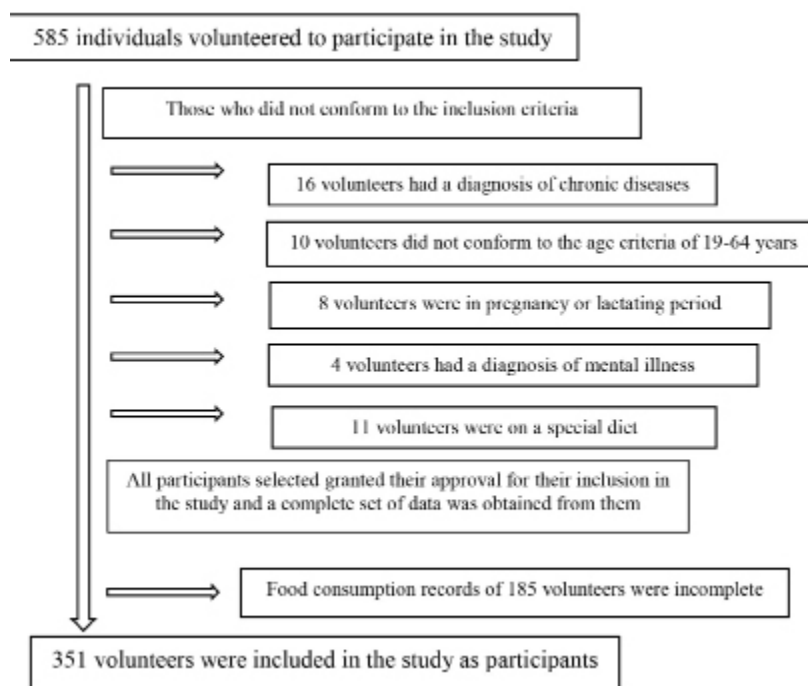 585 individuals volunteered to participate in the study
Those who did not conform to the inclusion criteria
16 volunteers had a diagnosis of chronic diseases
10 volunteers did not conform to the age criteria of 19-64 years
8 volunteers were in pregnancy or lactating period
4 volunteers had a diagnosis of mental illness
11 volunteers were on a special diet
All participants selected granted their approval for their inclusion in
the study and a complete set of data was obtained from them
Food consumption records of 185 volunteers were incomplete
351 volunteers were included in the study as participants